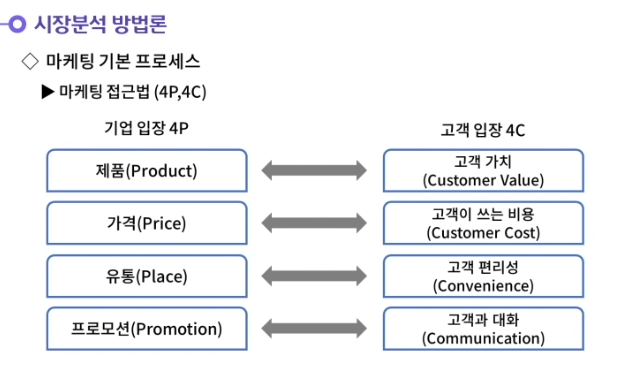 시장분석 방법론
◇ 마케팅 기본 프로세스
▶ 마케팅 접근법 (4P,4C)
기업 입장 4P
고객 입장 4C
제품(Product)
고객 가치
(Customer Value)
가격(Price)
고객이 쓰는 비용
(Customer Cost)
유통(Place)
고객 편리성
(Convenience)
프로모션(Promotion)
고객과 대화
(Communication)